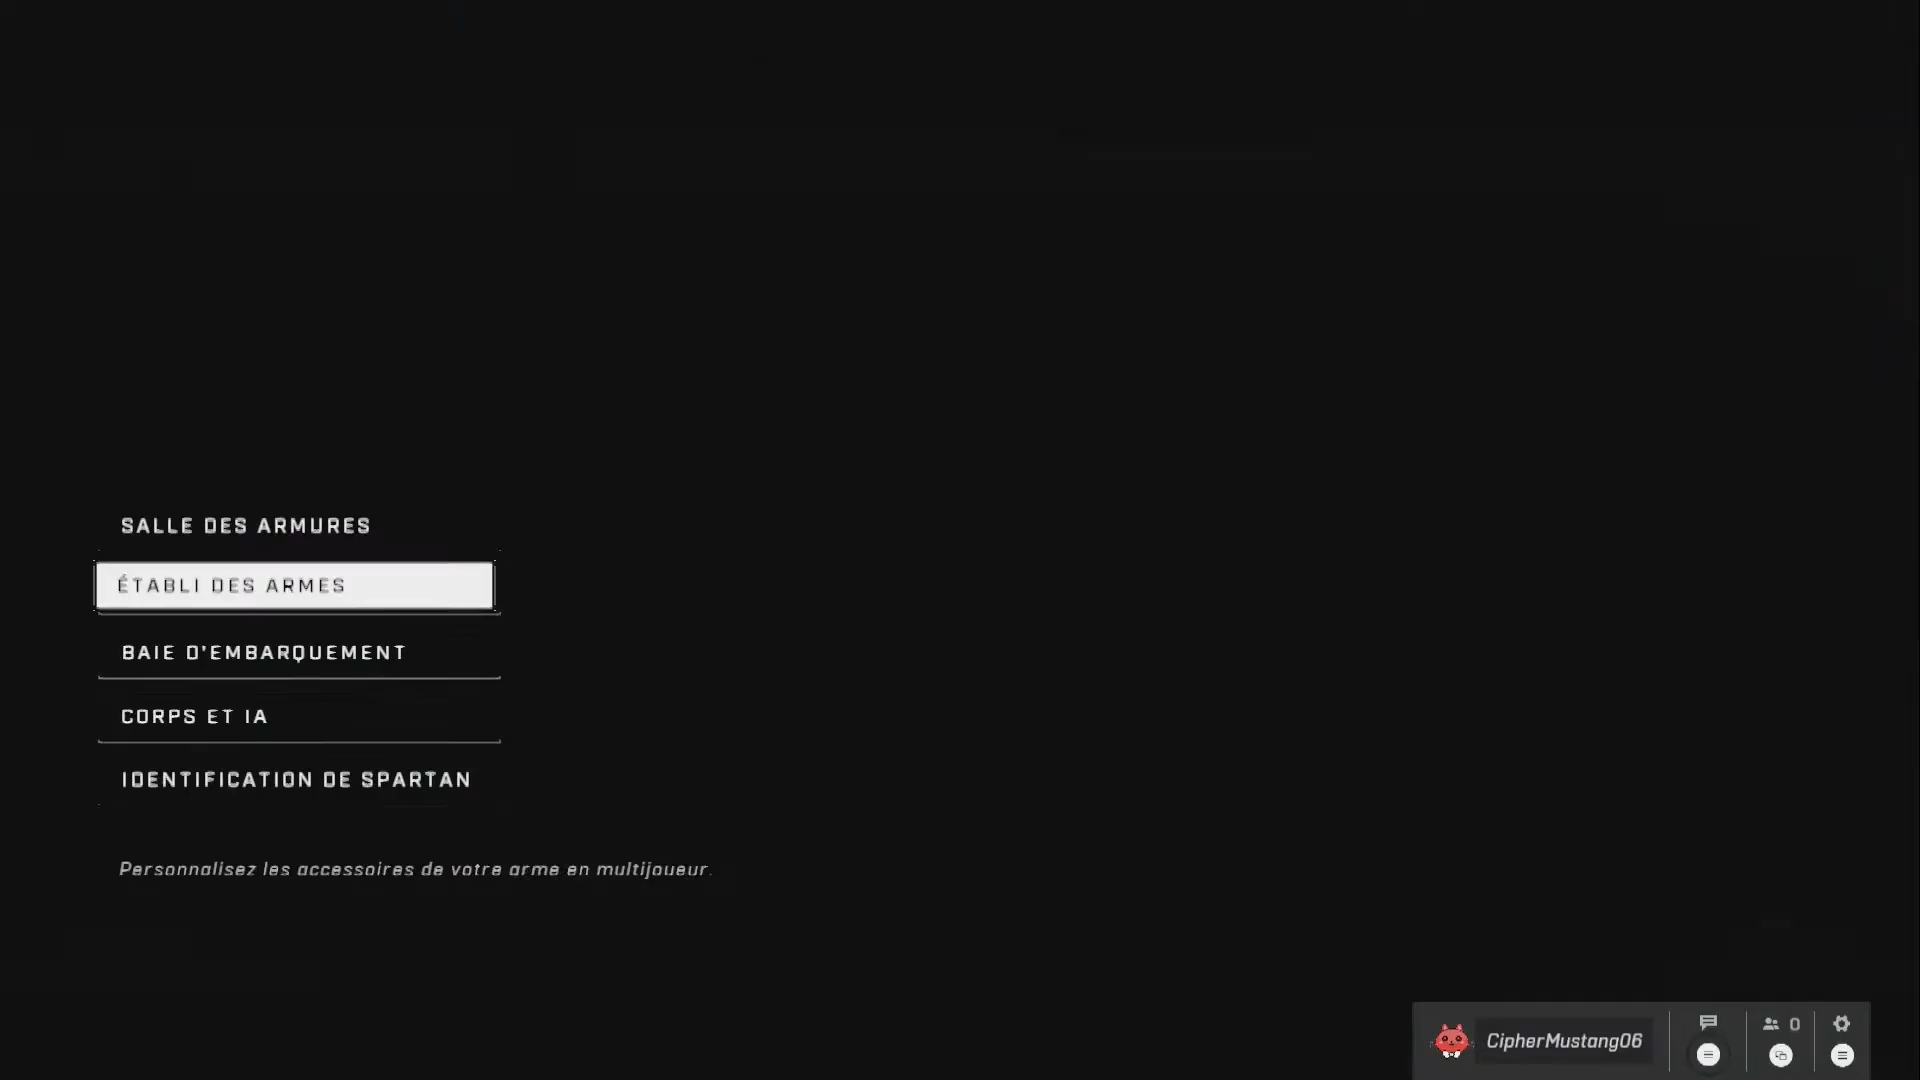 SALLE DES ARMURES
ÉTABLI DES ARMES
BAIE D'EMBARQUEMENT
CORPS ET IA
IDENTIFICATION DE SPARTAN
Personnalisez les accessoires de votre arme en multijoueur.
CipherMustang06
0